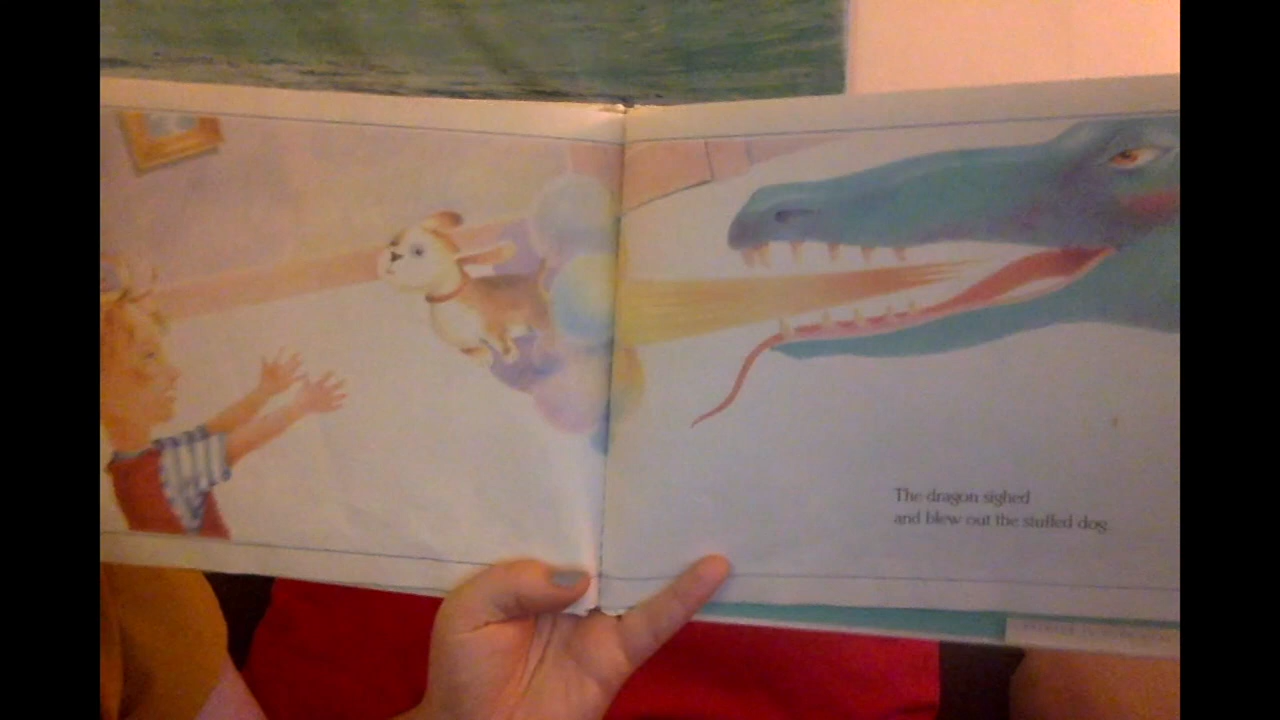 The dragon sighed
and blew out the stuffed dog.